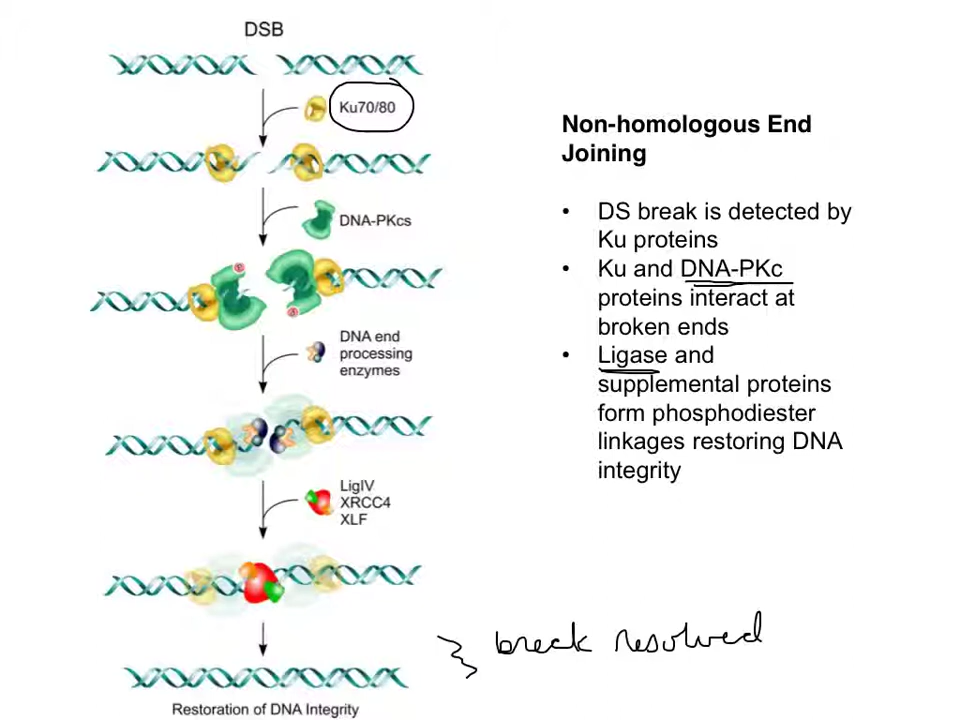 DSB
Ku70/80
DNA-PKcs
DNA end
processing
enzymes
LigIV
XRCC4
XLF
Restoration of DNA Integrity
Non-homologous End
Joining
• DS break is detected by
Ku proteins
• Ku and DNA-PKc
proteins interact at
broken ends
• Ligase and
supplemental proteins
form phosphodiester
linkages restoring DNA
integrity
break resolved